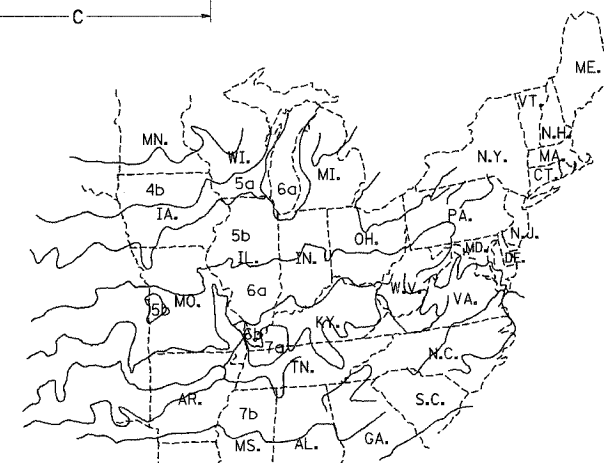 C
ME.
VT.
MN.
N.H.
WI.
N.Y.
MA.
MI.
CT.
4b
5a
6a
IA.
PA.
5b
N.J.
OH.
IL.
IN.
MD.
DE.
6a
W.V.
MO.
5b
VA.
KY.
6b
7a
N.C.
TN.
AR.
S.C.
7b
MS.
AL.
GA.